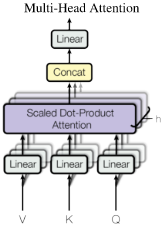 Multi-Head Attention
Linear
Concat
Scaled Dot-Product
Attention
h
Linear
Linear
Linear
V
K
Q